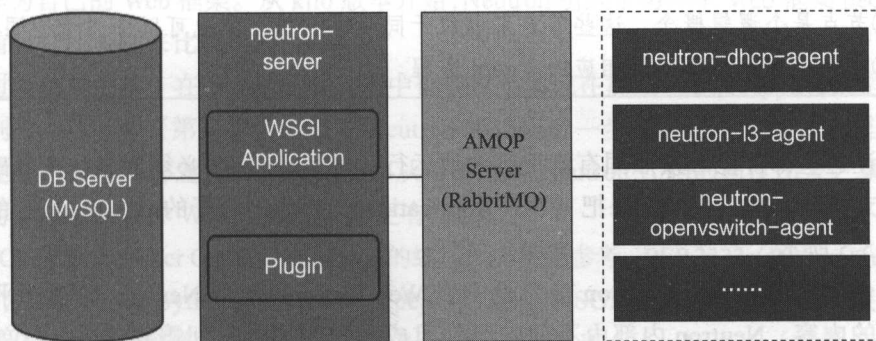 DB Server
(MySQL)
neutron-
server
WSGI
Application
Plugin
AMQP
Server
(RabbitMQ)
neutron-dhcp-agent
neutron-l3-agent
neutron-
openvswitch-agent
……